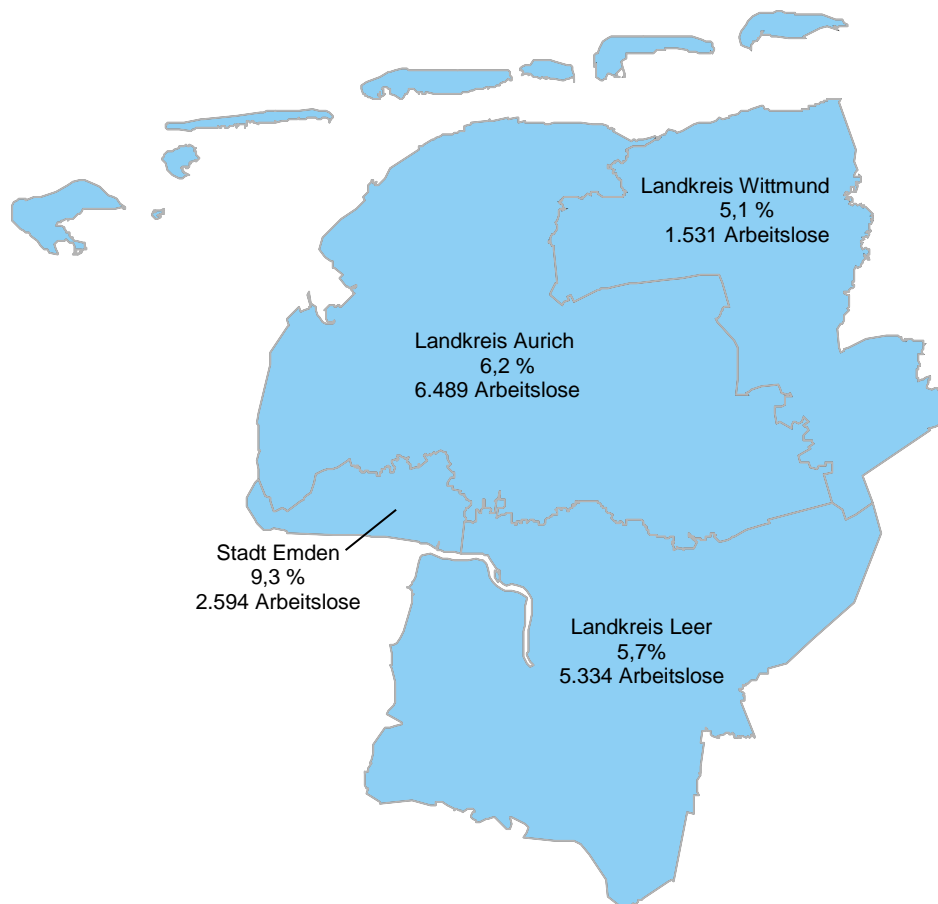 Landkreis Wittmund
5,1 %
1.531 Arbeitslose
Landkreis Aurich
6,2 %
6.489 Arbeitslose
Stadt Emden
9,3 %
2.594 Arbeitslose
Landkreis Leer
5,7%
5.334 Arbeitslose